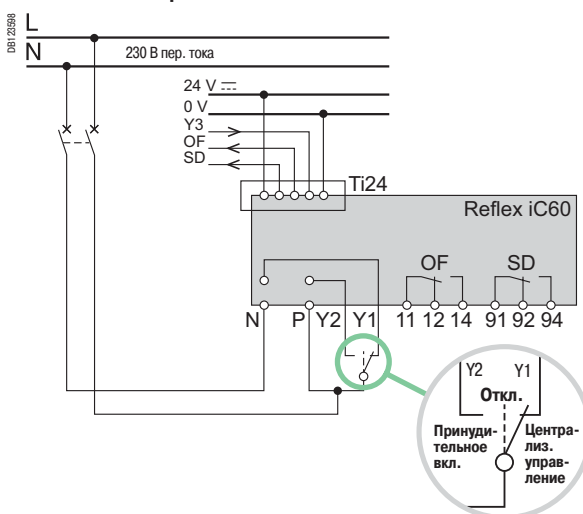 DB123598
L
N
230 В пер. тока
24 V
0 V
Y3
OF
SD
Ti24
Reflex iC60
OF SD
N P Y2 Y1 11 12 14 91 92 94
Y2 Y1
Откл.
Принуди-
тельное
вкл.
Центра-
лиз.
управ-
ление